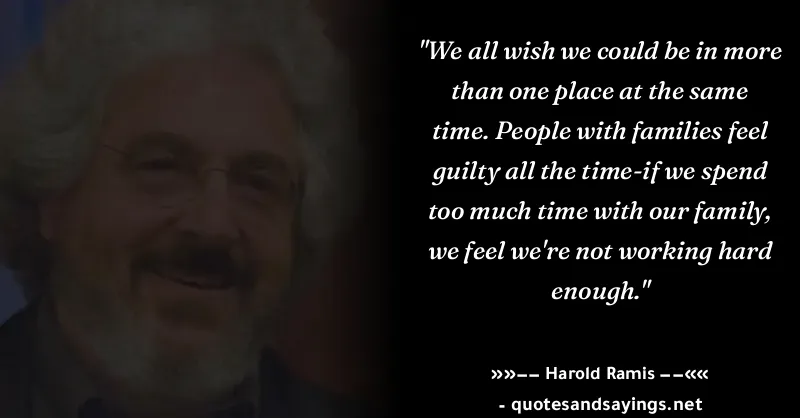 "We all wish we could be in more
than one place at the same
time. People with families feel
guilty all the time-if we spend
too much time with our family,
we feel we're not working hard
enough."
»»−− Harold Ramis −−««
- quotesandsayings.net